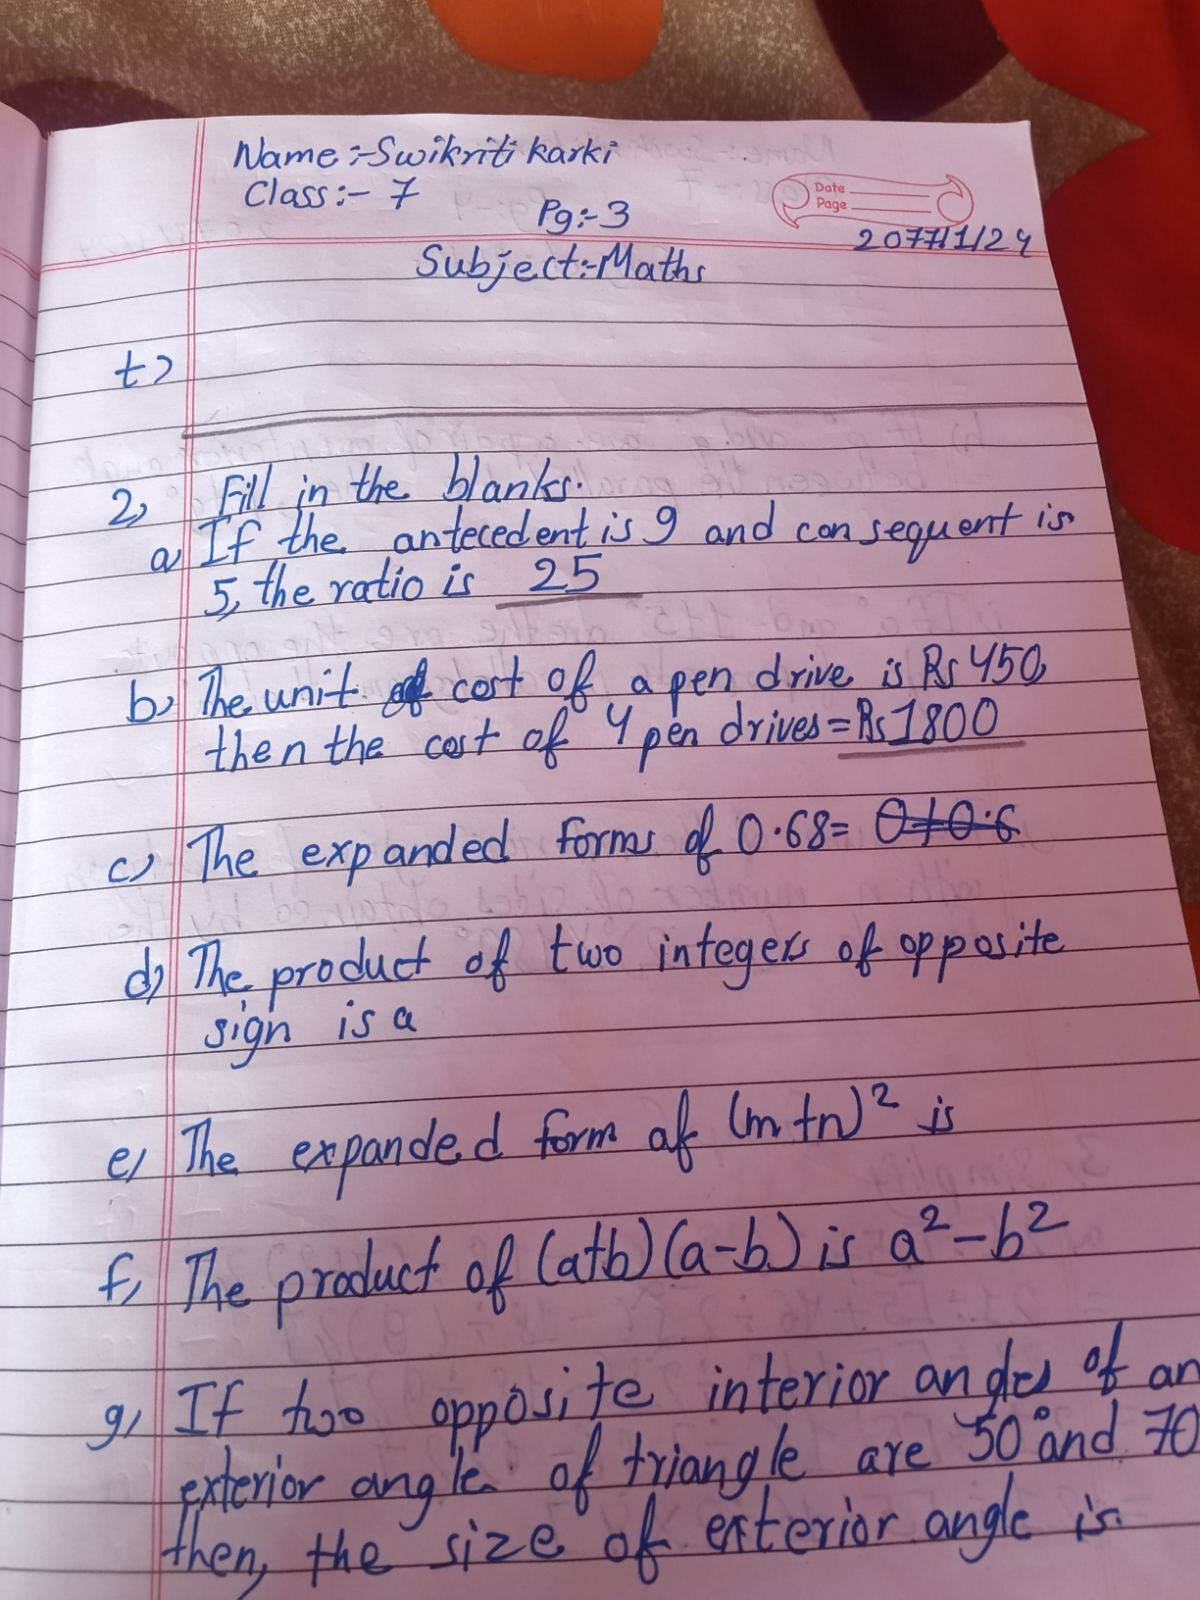 Name :- Swikriti karki
Class:- 7
Pg:- 3
Date
Page
2077/1/24
Subject:- Maths
t)
2) Fill in the blanks.
a) If the antecedent is 9 and consequent is
5, the ratio is 25
b) The unit of cost of a pen drive is Rs 450,
then the cost of 4 pen drives = Rs 1800
c) The expanded forms of 0.68= 0+0.6
d) The product of two integers of opposite
sign is a
e) The expanded form of (m+n)² is
f) The product of (a+b)(a-b) is a²-b²
g) If two opposite interior angles of an
exterior angle of triangle are 50° and 70
then, the size of exterior angle is